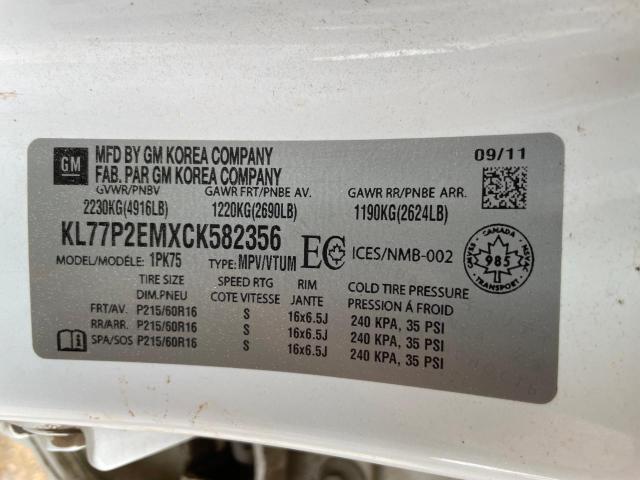 GM
MFD BY GM KOREA COMPANY
FAB. PAR GM KOREA COMPANY
09/11
GVWR/PNBV GAWR FRT/PNBE AV. GAWR RR/PNBE ARR.
2230KG(4916LB) 1220KG(2690LB) 1190KG(2624LB)
KL77P2EMXCK582356 EC ICES/NMB-002
MODEL/MODÈLE: 1PK75 TYPE: MPV/VTUM
CANADA
985
TRANSPORT
TIRE SIZE SPEED RTG RIM COLD TIRE PRESSURE
DIM.PNEU COTE VITESSE JANTE PRESSION Á FROID
FRT/AV. P215/60R16 S 16x6.5J 240 KPA, 35 PSI
RR/ARR. P215/60R16 S 16x6.5J 240 KPA, 35 PSI
SPA/SOS P215/60R16 S 16x6.5J 240 KPA, 35 PSI